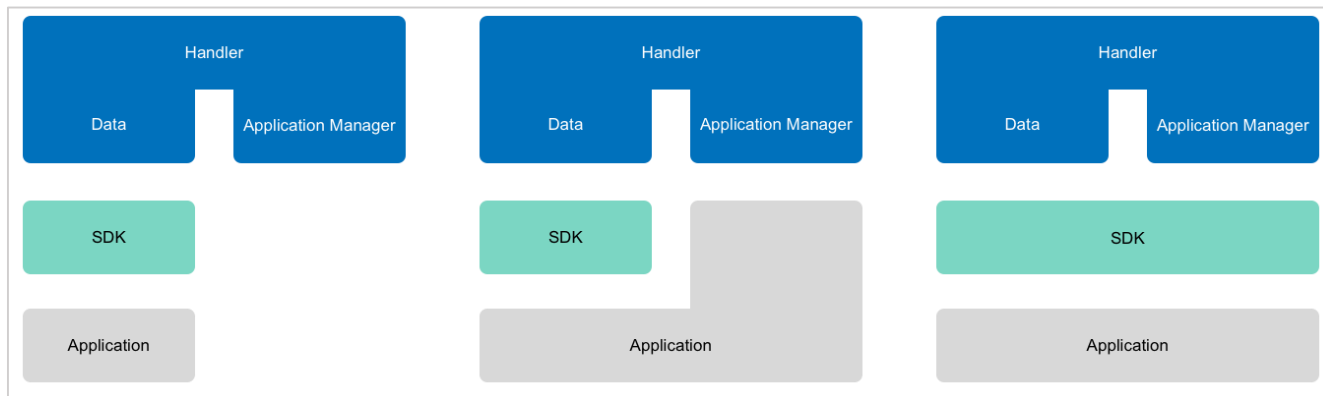 Handler
Handler
Handler
Data
Application Manager
Data
Application Manager
Data
Application Manager
SDK
SDK
SDK
Application
Application
Application